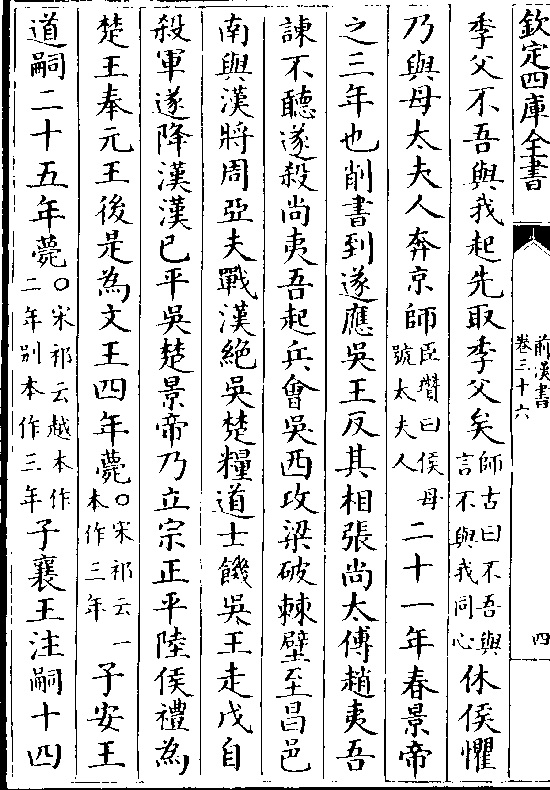 欽定四庫全書
前漢書
卷三十六
四
季父不吾與我起先取季父矣師古曰不吾與言不與我同心休侯懼
乃與母太夫人奔京師臣瓚曰侯母號太夫人二十一年春景帝
之三年也削書到遂應吳王反其相張尚太傅趙夷吾
諫不聽遂殺尚夷吾起兵會吳西攻梁破棘壁至昌邑
南與漢將周亞夫戰漢絶吳楚糧道士饑吳王走戊自
殺軍遂降漢漢已平吳楚景帝乃立宗正平陸侯禮為
楚王奉元王後是為文王四年薨○宋祁云一本作三年子安王
道嗣二十五年薨○宋祁云越本作二年别本作三年子襄王注嗣十四